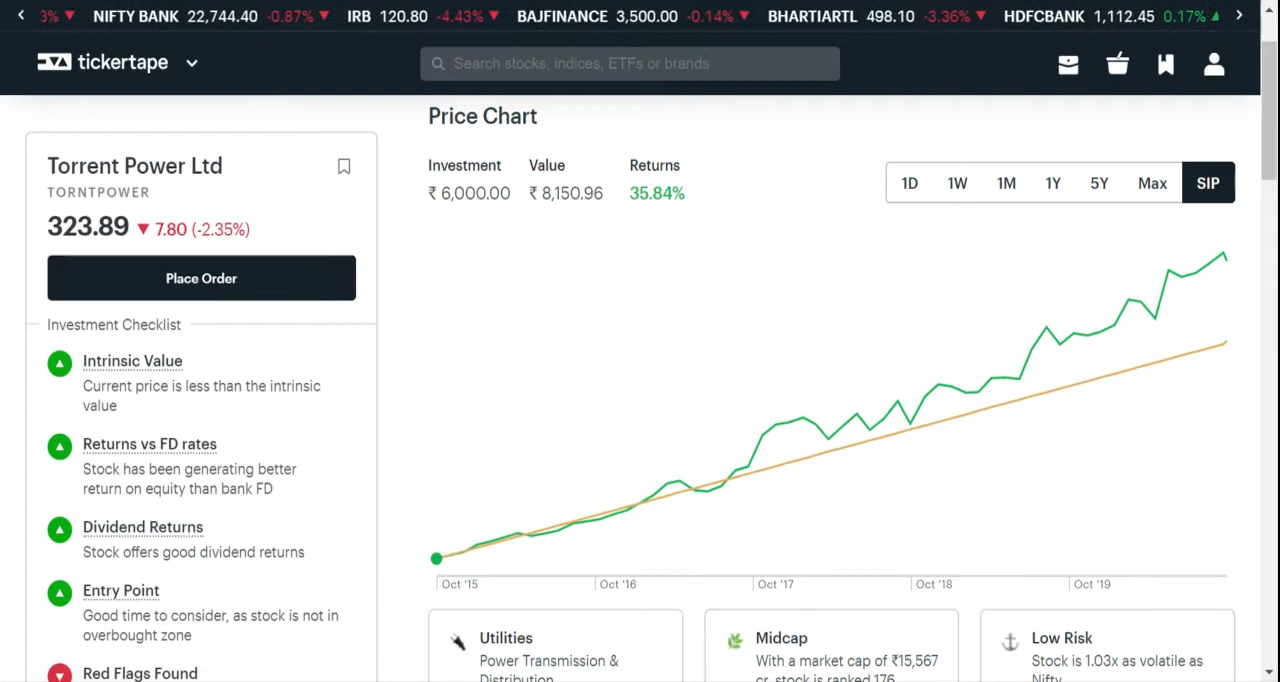 3% ▼ NIFTY BANK 22,744.40 -0.87% ▼ IRB 120.80 -4.43% ▼ BAJFINANCE 3,500.00 -0.14% ▼ BHARTIARTL 498.10 -3.36% ▼ HDFCBANK 1,112.45 0.17% ▲
tickertape
Search stocks, indices, ETFs or brands
Torrent Power Ltd
TORNTPOWER
323.89 ▼ 7.80 (-2.35%)
Place Order
Investment Checklist
Intrinsic Value
Current price is less than the intrinsic
value
Returns vs FD rates
Stock has been generating better
return on equity than bank FD
Dividend Returns
Stock offers good dividend returns
Entry Point
Good time to consider, as stock is not in
overbought zone
Red Flags Found
Price Chart
Investment Value Returns
₹ 6,000.00 ₹ 8,150.96 35.84%
1D 1W 1M 1Y 5Y Max SIP
Oct '15 Oct '16 Oct '17 Oct '18 Oct '19
Utilities
Power Transmission &
Distribution
Midcap
With a market cap of ₹15,567
cr, stock is ranked 176
Low Risk
Stock is 1.03x as volatile as
Nifty